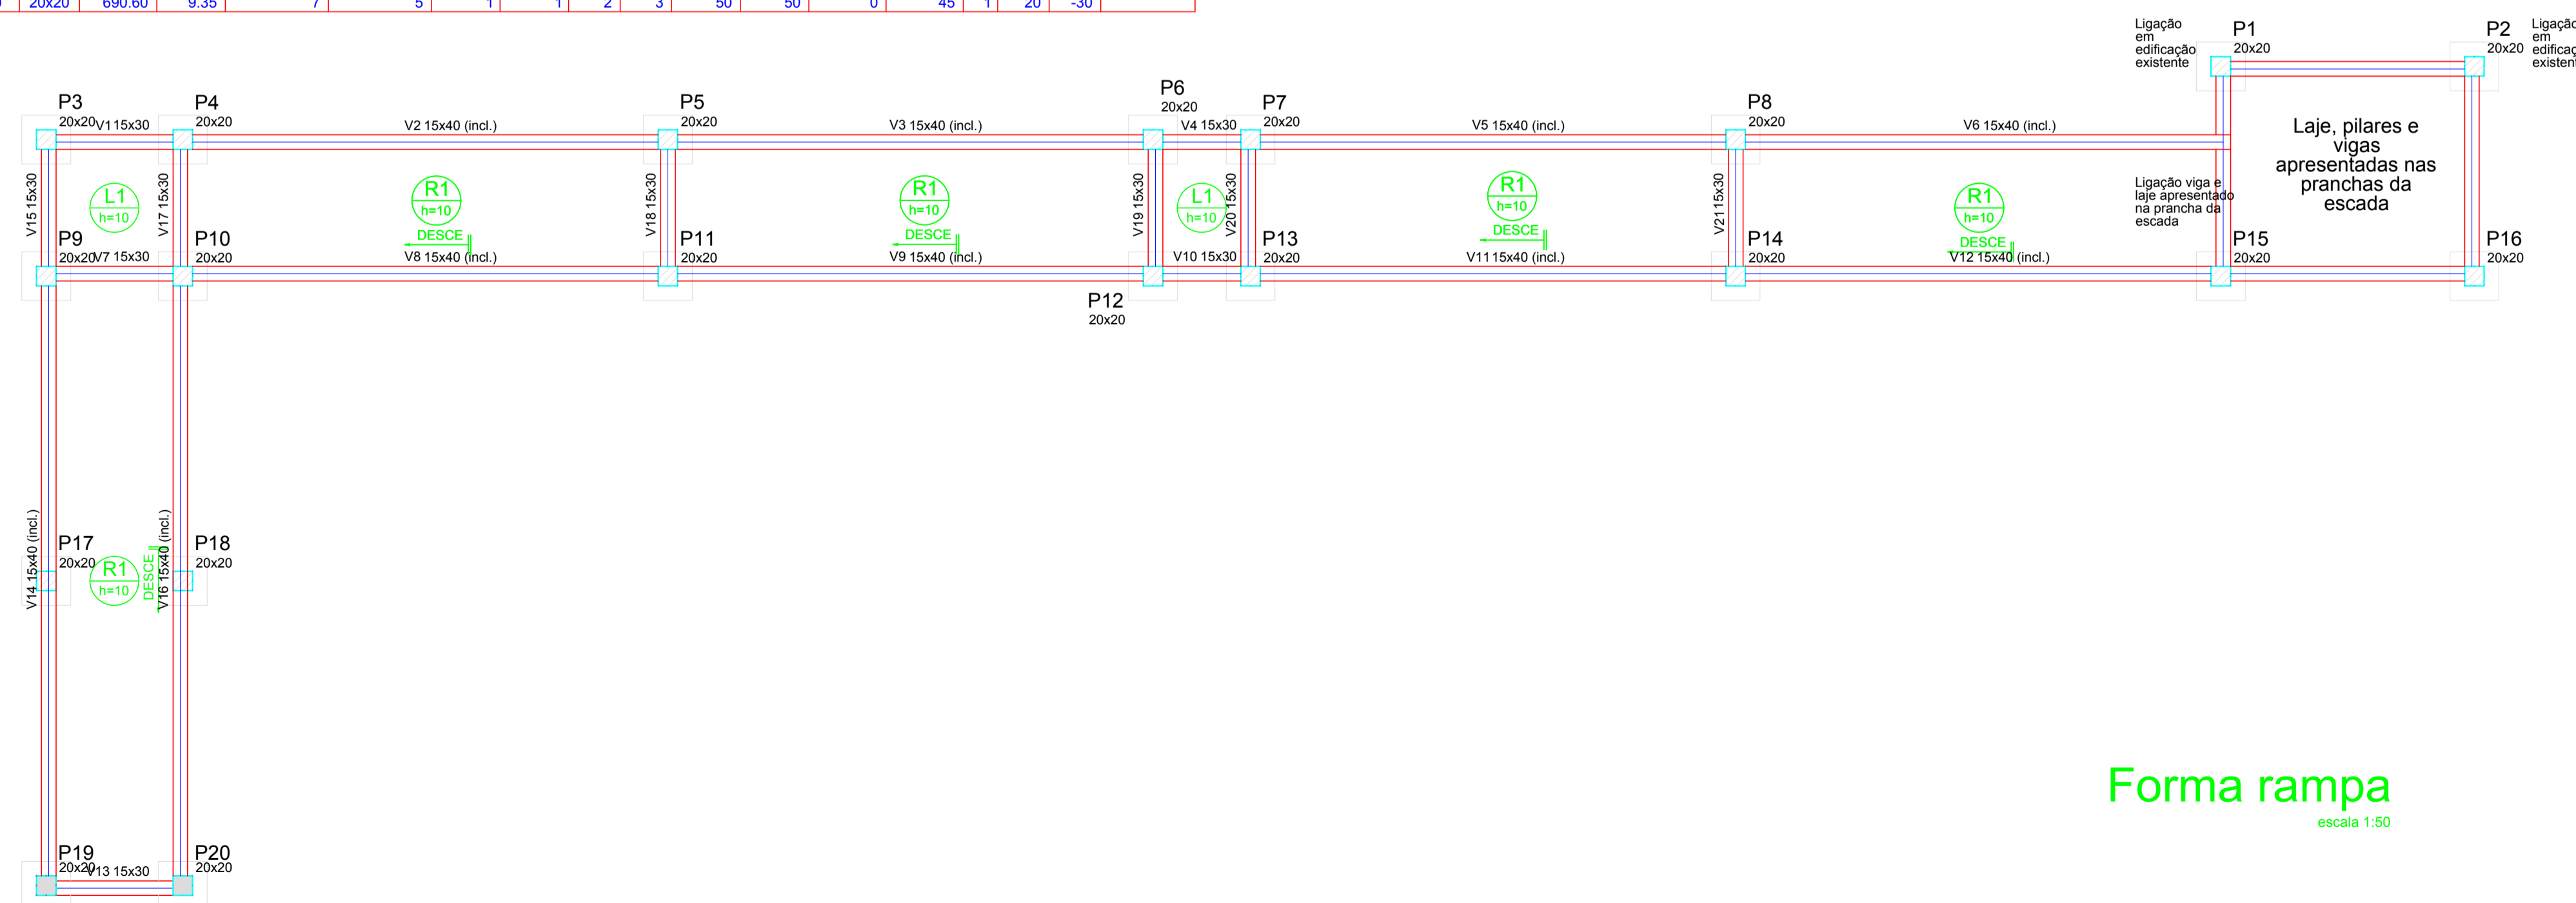 20x20 690.60 9.35 7 5 1 1 2 3 50 50 0 45 1 20 -30
Ligação
em
edificação
existente
P1
20x20
P2
20x20
Ligação
em
existente
P3
20x20
V1 15x30
P4
20x20
V2 15x40 (incl.)
P5
20x20
V3 15x40 (incl.)
P6
20x20
V4 15x30
P7
20x20
V5 15x40 (incl.)
P8
20x20
V6 15x40 (incl.)
Laje, pilares e
vigas
apresentadas nas
pranchas da
escada
V15 15x30
L1
h=10
V17 15x30
R1
h=10
DESCE
V18 15x30
R1
h=10
DESCE
V19 15x30
L1
h=10
V20 15x30
R1
h=10
DESCE
V21 15x30
R1
h=10
DESCE
Ligação viga e
laje apresentado
na prancha da
escada
P9
20x20
V7 15x30
P10
20x20
V8 15x40 (incl.)
P11
20x20
V9 15x40 (incl.)
P12
20x20
V10 15x30
P13
20x20
V11 15x40 (incl.)
P14
20x20
V12 15x40 (incl.)
P15
20x20
P16
20x20
V14 15x40 (incl.)
P17
20x20
R1
h=10
DESCE
V16 15x40 (incl.)
P18
20x20
Forma rampa
escala 1:50
P19
20x20
V13 15x30
P20
20x20